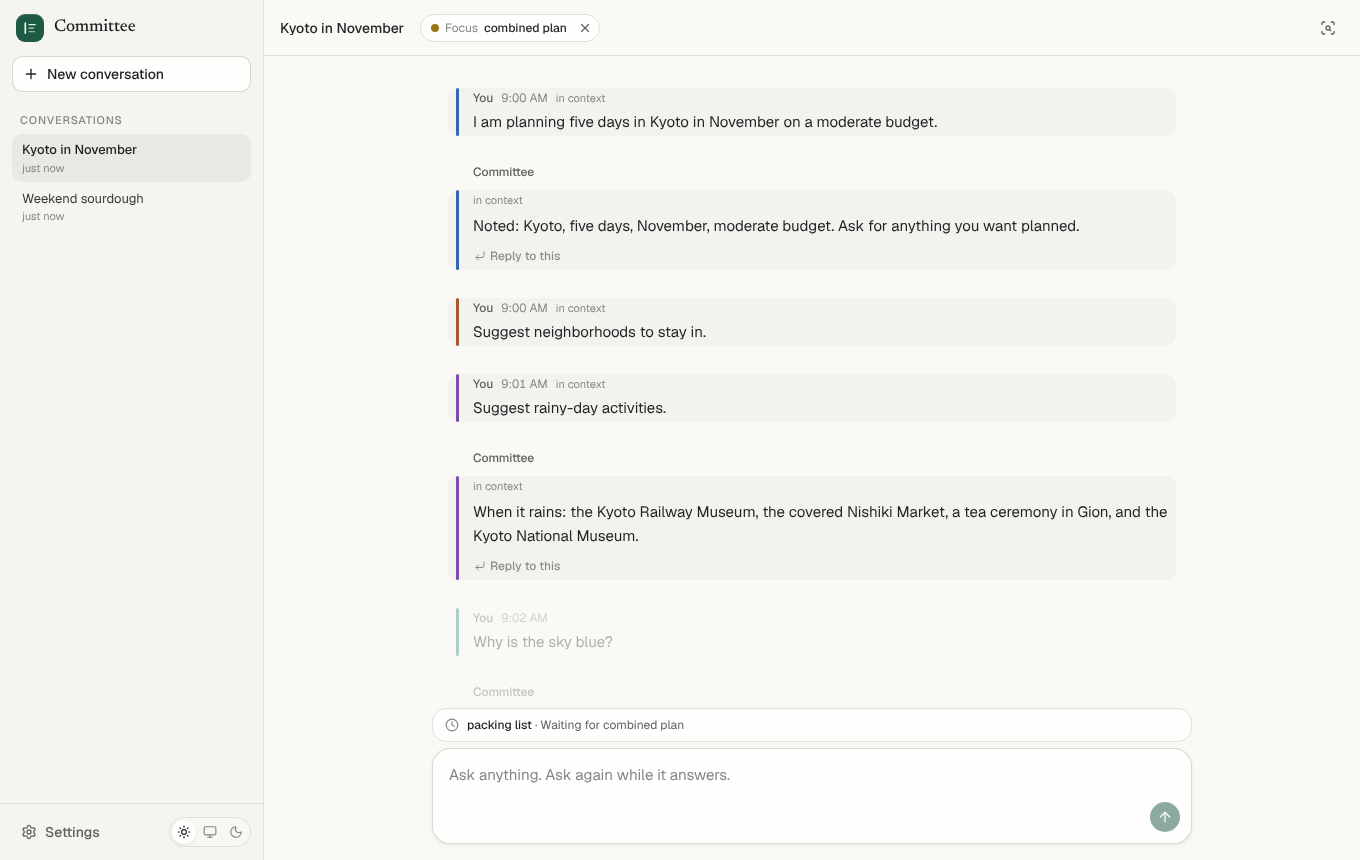 Committee
New conversation
CONVERSATIONS
Kyoto in November
just now
Weekend sourdough
just now
Settings
Kyoto in November
Focus combined plan
You 9:00 AM in context
I am planning five days in Kyoto in November on a moderate budget.
Committee
in context
Noted: Kyoto, five days, November, moderate budget. Ask for anything you want planned.
Reply to this
You 9:00 AM in context
Suggest neighborhoods to stay in.
You 9:01 AM in context
Suggest rainy-day activities.
Committee
in context
When it rains: the Kyoto Railway Museum, the covered Nishiki Market, a tea ceremony in Gion, and the
Kyoto National Museum.
Reply to this
You 9:02 AM
Why is the sky blue?
Committee
packing list · Waiting for combined plan
Ask anything. Ask again while it answers.